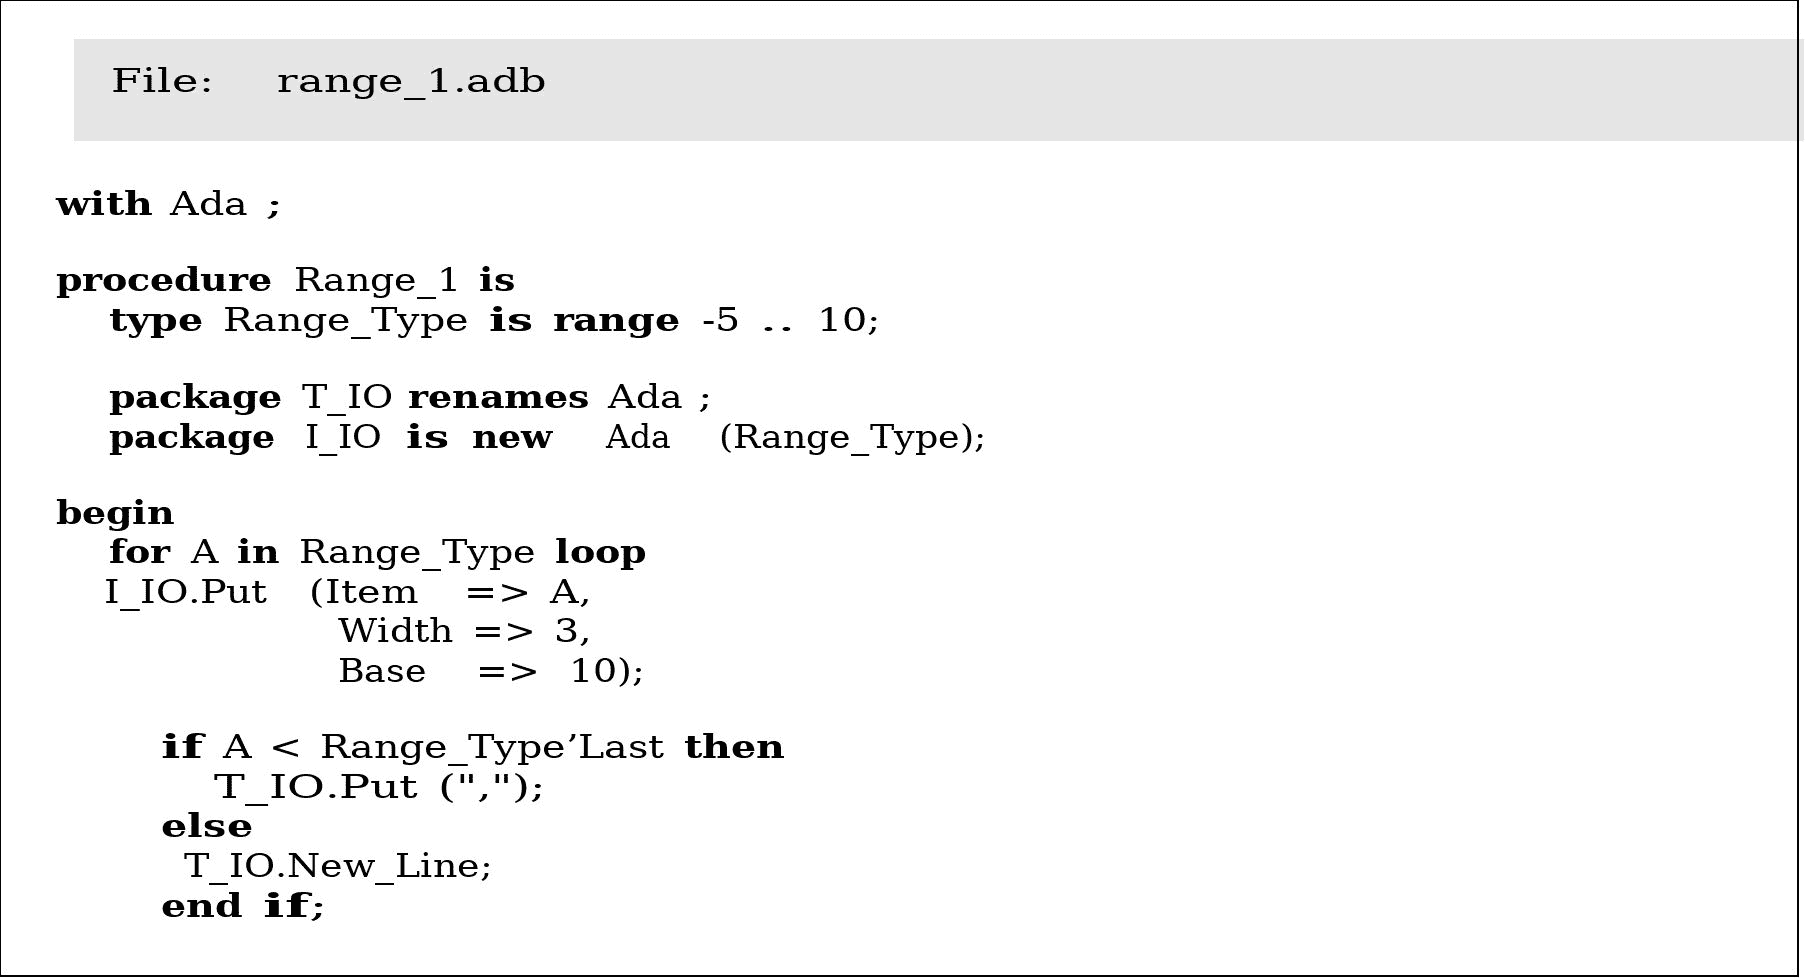 File: range_1.adb
with Ada ;
procedure Range_1 is
type Range_Type is range -5 .. 10;
package T_IO renames Ada ;
package I_IO is new Ada (Range_Type);
begin
for A in Range_Type loop
I_IO.Put (Item => A,
Width => 3,
Base => 10);
if A < Range_Type’Last then
T_IO.Put (",");
else
T_IO.New_Line;
end if;